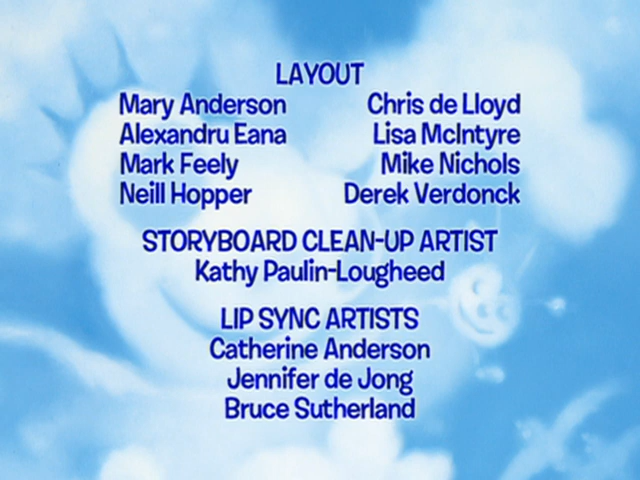 LAYOUT
Mary Anderson Chris de Lloyd
Alexandru Eana Lisa McIntyre
Mark Feely Mike Nichols
Neill Hopper Derek Verdonck
STORYBOARD CLEAN-UP ARTIST
Kathy Paulin-Lougheed
LIP SYNC ARTISTS
Catherine Anderson
Jennifer de Jong
Bruce Sutherland